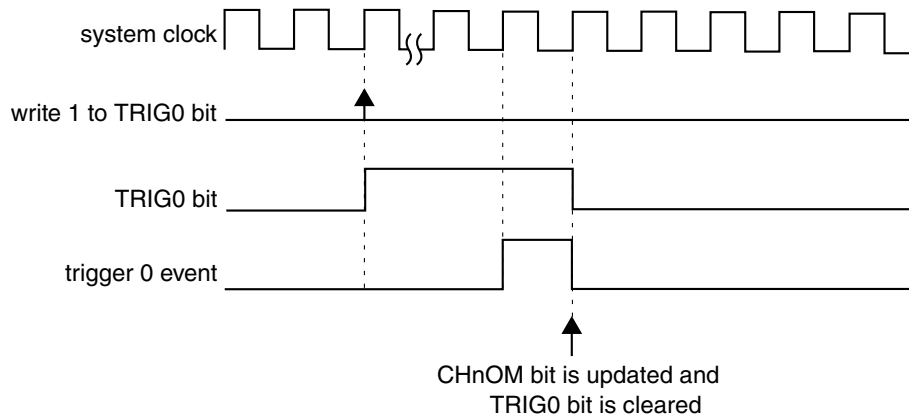 system clock
write 1 to TRIG0 bit
TRIG0 bit
trigger 0 event
CHnOM bit is updated and
TRIG0 bit is cleared